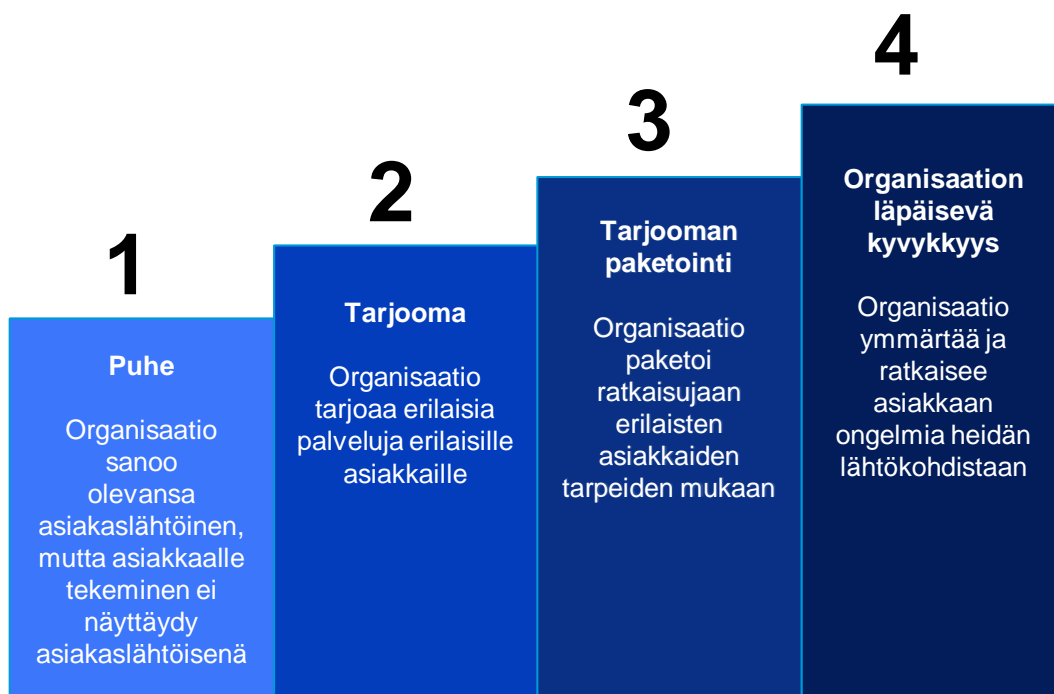 1
Puhe
Organisaatio
sanoo
olevansa
asiakaslähtöinen,
mutta asiakkaalle
tekeminen ei
näyttäydy
asiakaslähtöisenä
2
Tarjooma
Organisaatio
tarjoaa erilaisia
palveluja erilaisille
asiakkaille
3
Tarjooman
paketointi
Organisaatio
paketoi
ratkaisujaan
erilaisten
asiakkaiden
tarpeiden mukaan
4
Organisaation
läpäisevä
kyvykkyys
Organisaatio
ymmärtää ja
ratkaisee
asiakkaan
ongelmia heidän
lähtökohdistaan